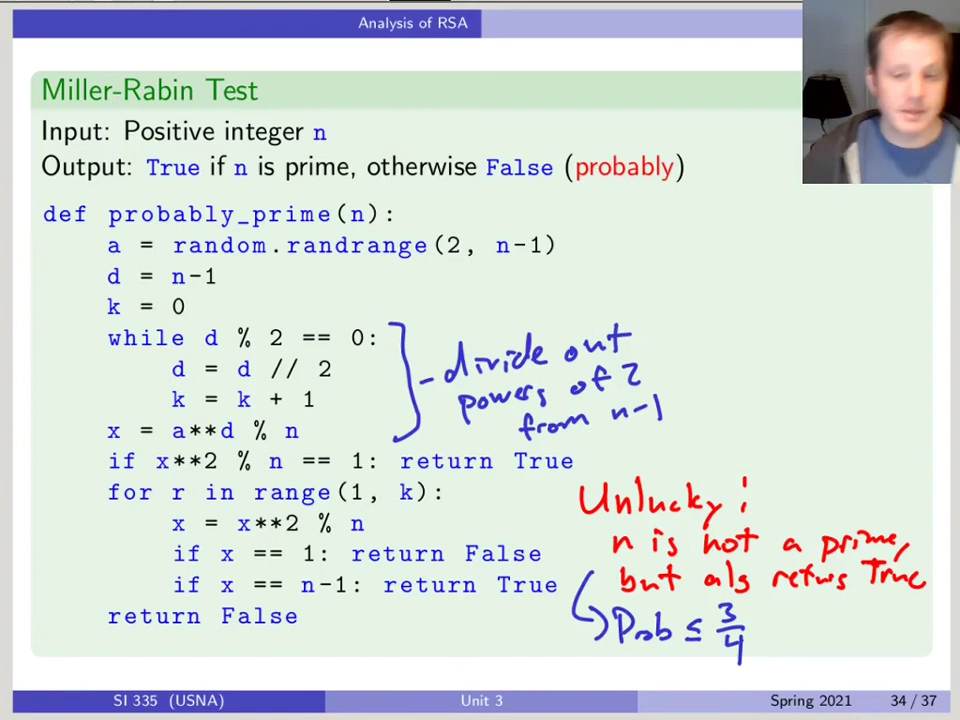 Analysis of RSA
Miller-Rabin Test
Input: Positive integer n
Output: True if n is prime, otherwise False (probably)
def probably_prime(n):
a = random.randrange(2, n-1)
d = n-1
k = 0
while d % 2 == 0:
d = d // 2
k = k + 1
x = a**d % n
if x**2 % n == 1: return True
for r in range(1, k):
x = x**2 % n
if x == 1: return False
if x == n-1: return True
return False
- divide out
powers of 2
from n-1
Unlucky:
n is not a prime,
but alg returs True
Prob ≤ 3/4
SI 335 (USNA) Unit 3 Spring 2021 34 / 37